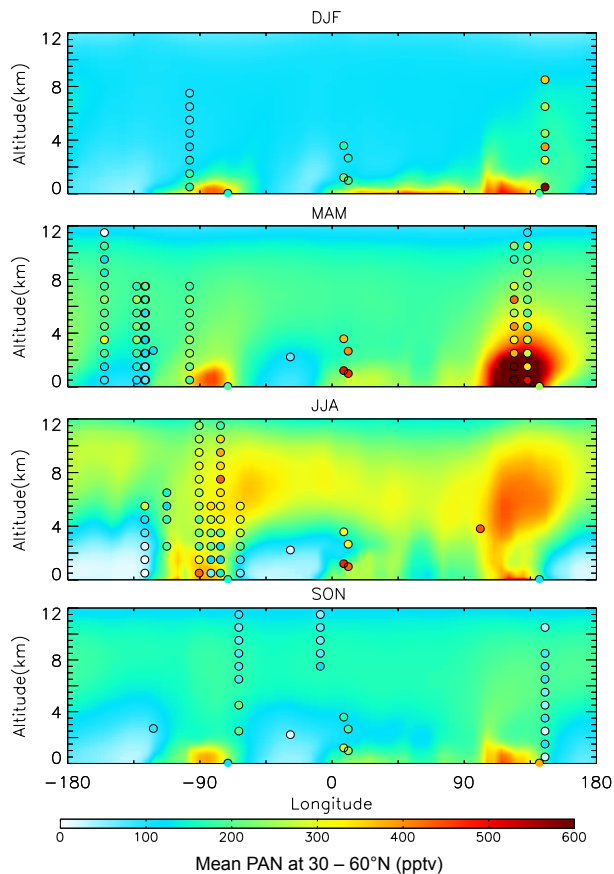 DJF
12
8
4
0
Altitude(km)
MAM
12
8
4
0
Altitude(km)
JJA
12
8
4
0
Altitude(km)
SON
12
8
4
0
Altitude(km)
−180 −90 0 90 180
Longitude
0 100 200 300 400 500 600
Mean PAN at 30 – 60°N (pptv)